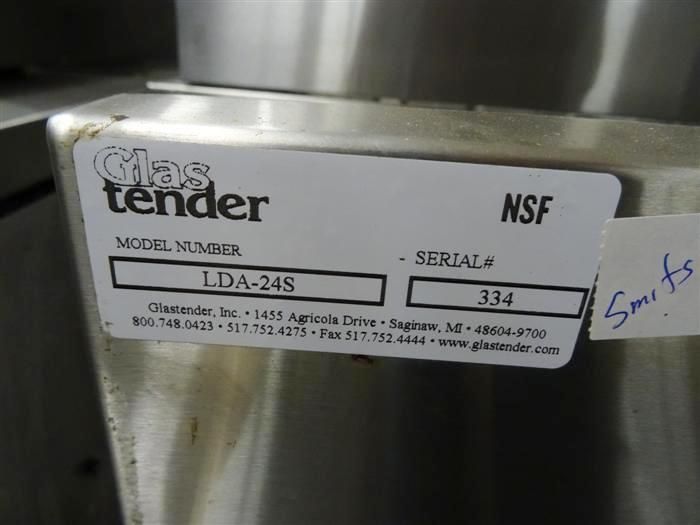 Glas
tender
NSF
MODEL NUMBER
- SERIAL#
LDA-24S
334
Glastender, Inc. • 1455 Agricola Drive • Saginaw, MI • 48604-9700
800.748.0423 • 517.752.4275 • Fax 517.752.4444 • www.glastender.com
Smits